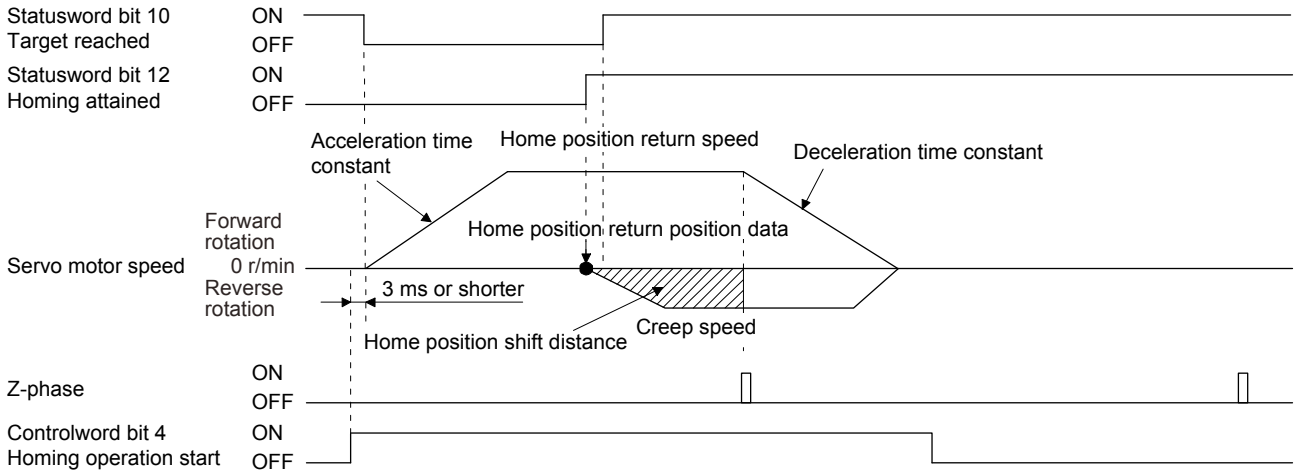 Statusword bit 10 ON
Target reached OFF
Statusword bit 12 ON
Homing attained OFF
Acceleration time
constant
Home position return speed
Deceleration time constant
Forward
rotation
Home position return position data
Servo motor speed 0 r/min
Reverse
rotation
3 ms or shorter
Creep speed
Home position shift distance
ON
Z-phase
OFF
Controlword bit 4 ON
Homing operation start OFF